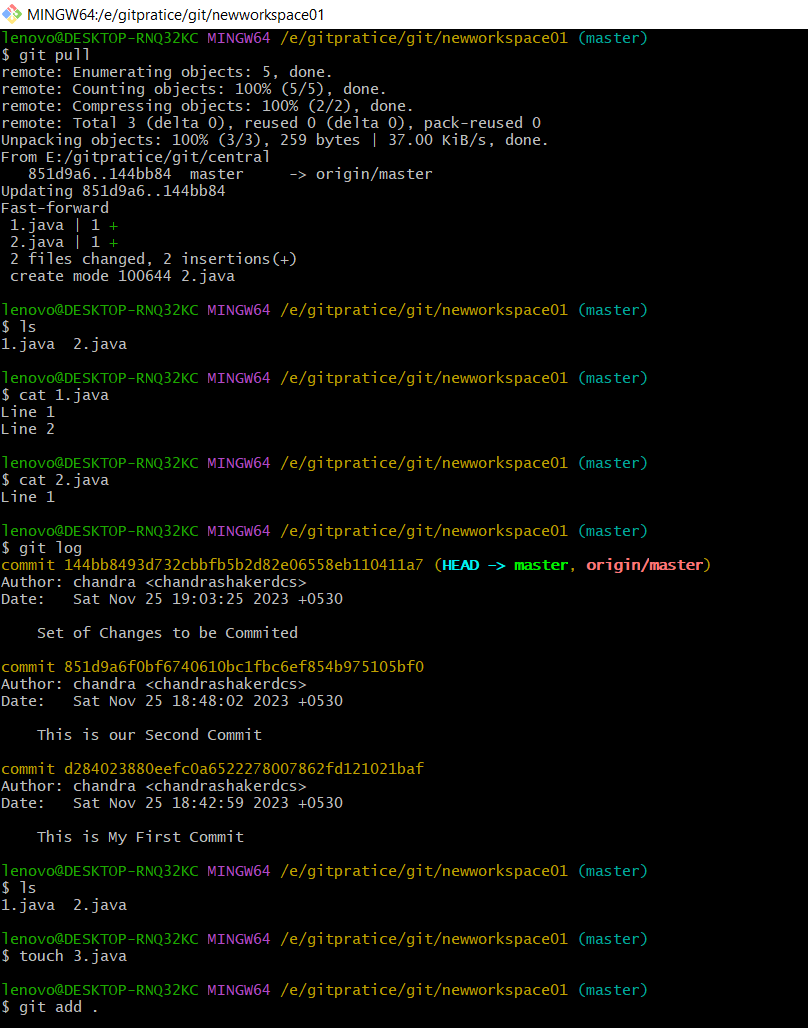 MINGW64:/e/gitpratice/git/newworkspace01
lenovo@DESKTOP-RNQ32KC MINGW64 /e/gitpratice/git/newworkspace01 (master)
$ git pull
remote: Enumerating objects: 5, done.
remote: Counting objects: 100% (5/5), done.
remote: Compressing objects: 100% (2/2), done.
remote: Total 3 (delta 0), reused 0 (delta 0), pack-reused 0
Unpacking objects: 100% (3/3), 259 bytes | 37.00 KiB/s, done.
From E:/gitpratice/git/central
   851d9a6..144bb84  master     -> origin/master
Updating 851d9a6..144bb84
Fast-forward
 1.java | 1 +
 2.java | 1 +
 2 files changed, 2 insertions(+)
 create mode 100644 2.java
lenovo@DESKTOP-RNQ32KC MINGW64 /e/gitpratice/git/newworkspace01 (master)
$ ls
1.java  2.java
lenovo@DESKTOP-RNQ32KC MINGW64 /e/gitpratice/git/newworkspace01 (master)
$ cat 1.java
Line 1
Line 2
lenovo@DESKTOP-RNQ32KC MINGW64 /e/gitpratice/git/newworkspace01 (master)
$ cat 2.java
Line 1
lenovo@DESKTOP-RNQ32KC MINGW64 /e/gitpratice/git/newworkspace01 (master)
$ git log
commit 144bb8493d732cbbfb5b2d82e06558eb110411a7 (HEAD -> master, origin/master)
Author: chandra <chandrashakerdcs>
Date:   Sat Nov 25 19:03:25 2023 +0530
    Set of Changes to be Commited
commit 851d9a6f0bf6740610bc1fbc6ef854b975105bf0
Author: chandra <chandrashakerdcs>
Date:   Sat Nov 25 18:48:02 2023 +0530
    This is our Second Commit
commit d284023880eefc0a6522278007862fd121021baf
Author: chandra <chandrashakerdcs>
Date:   Sat Nov 25 18:42:59 2023 +0530
    This is My First Commit
lenovo@DESKTOP-RNQ32KC MINGW64 /e/gitpratice/git/newworkspace01 (master)
$ ls
1.java  2.java
lenovo@DESKTOP-RNQ32KC MINGW64 /e/gitpratice/git/newworkspace01 (master)
$ touch 3.java
lenovo@DESKTOP-RNQ32KC MINGW64 /e/gitpratice/git/newworkspace01 (master)
$ git add .